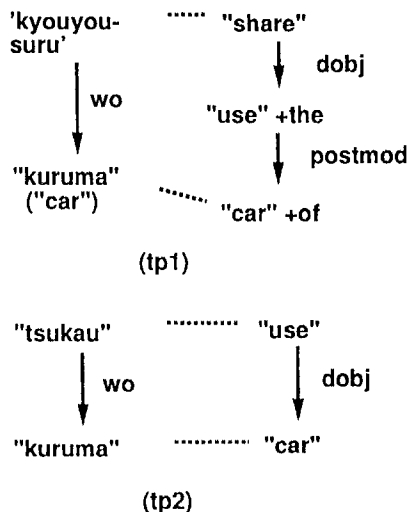 'kyouyou- "share"
suru'
dobj
wo
"use" +the
postmod
"kuruma"
("car")
"car" +of
(tp1)
"tsukau" "use"
wo dobj
"kuruma" "car"
(tp2)